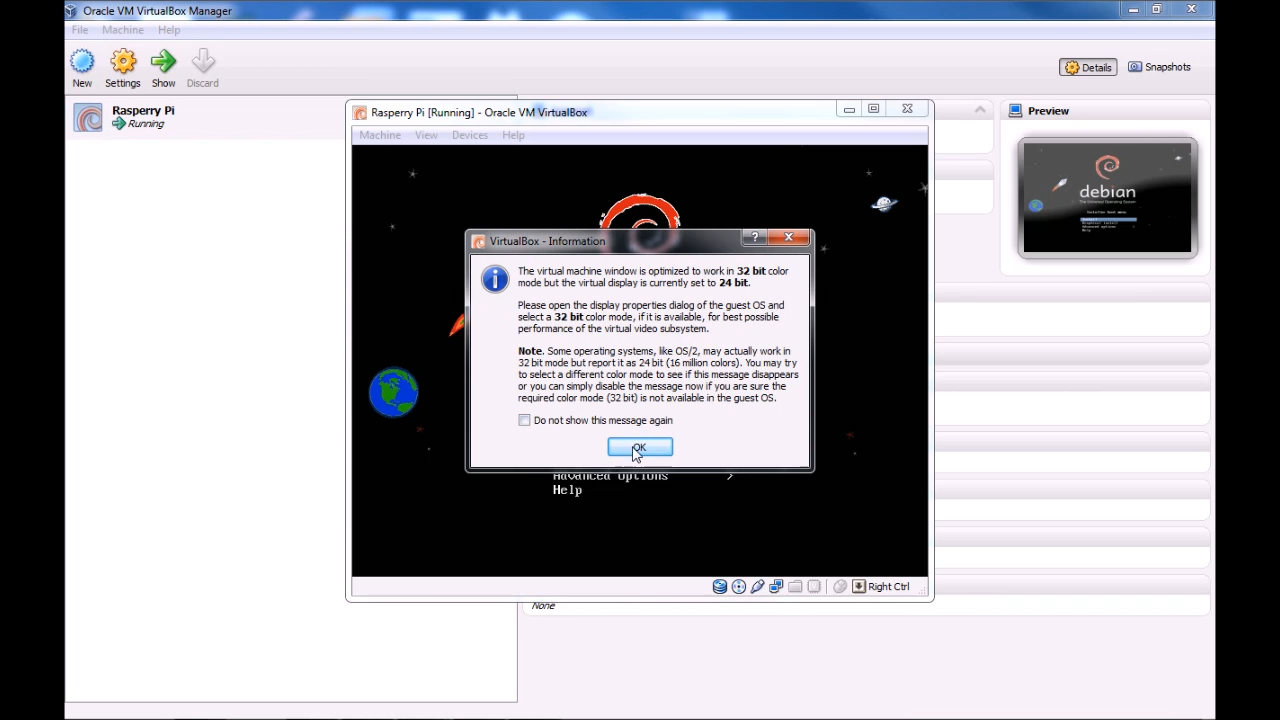 Oracle VM VirtualBox Manager
File Machine Help
New Settings Show Discard
Details Snapshots
Rasperry Pi
Running
Rasperry Pi [Running] - Oracle VM VirtualBox
Machine View Devices Help
Preview
debian
VirtualBox - Information
The virtual machine window is optimized to work in 32 bit color
mode but the virtual display is currently set to 24 bit.
Please open the display properties dialog of the guest OS and
select a 32 bit color mode, if it is available, for best possible
performance of the virtual video subsystem.
Note. Some operating systems, like OS/2, may actually work in
32 bit mode but report it as 24 bit (16 million colors). You may try
to select a different color mode to see if this message disappears
or you can simply disable the message now if you are sure the
required color mode (32 bit) is not available in the guest OS.
Do not show this message again
OK
Advanced options >
Help
Right Ctrl
None